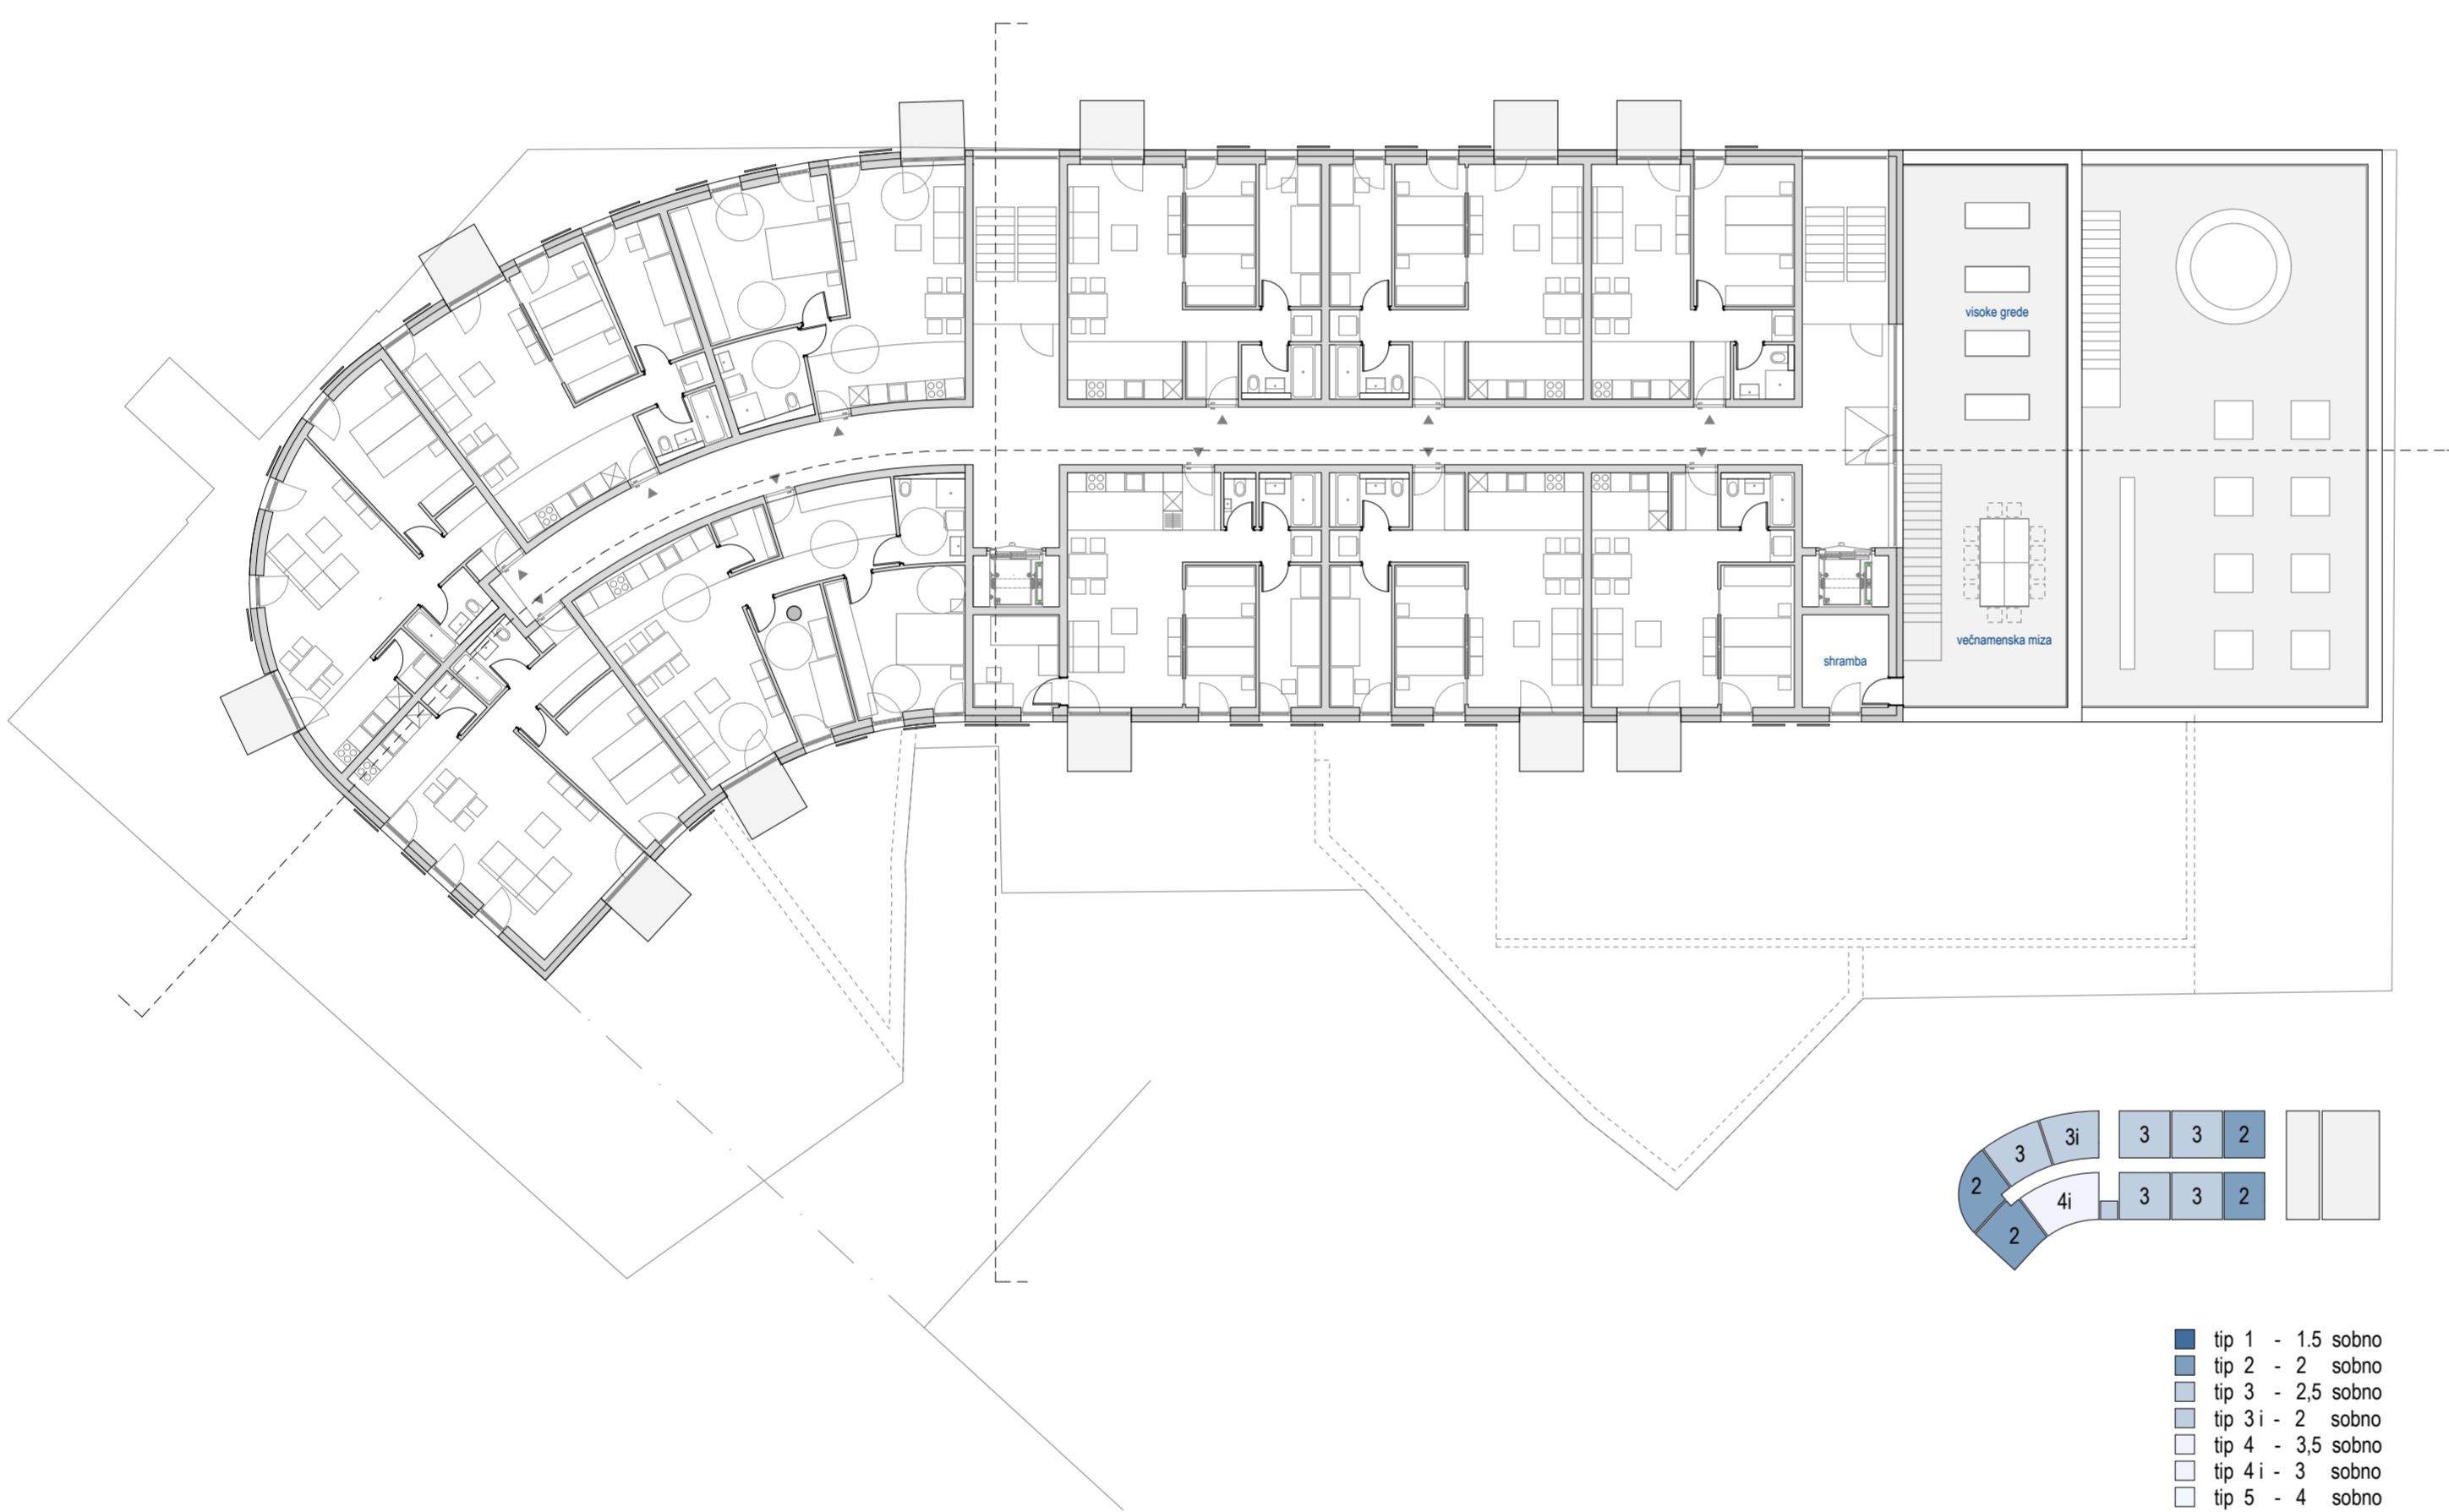 visoke grede
večnamenska miza
shramba
3i
3
3
3
2
2
4i
3
3
2
2
tip 1 - 1.5 sobno
tip 2 - 2 sobno
tip 3 - 2,5 sobno
tip 3i - 2 sobno
tip 4 - 3,5 sobno
tip 4i - 3 sobno
tip 5 - 4 sobno